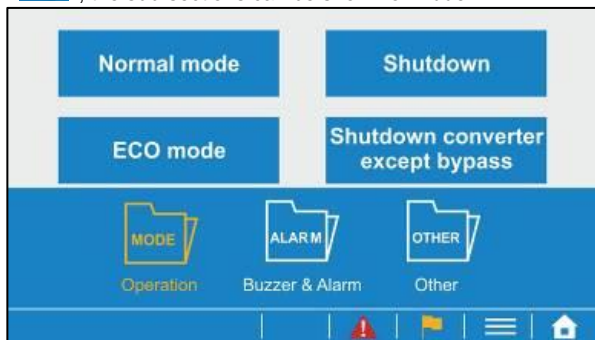 Normal mode
Shutdown
ECO mode
Shutdown converter
except bypass
MODE
ALARM
OTHER
Operation
Buzzer & Alarm
Other